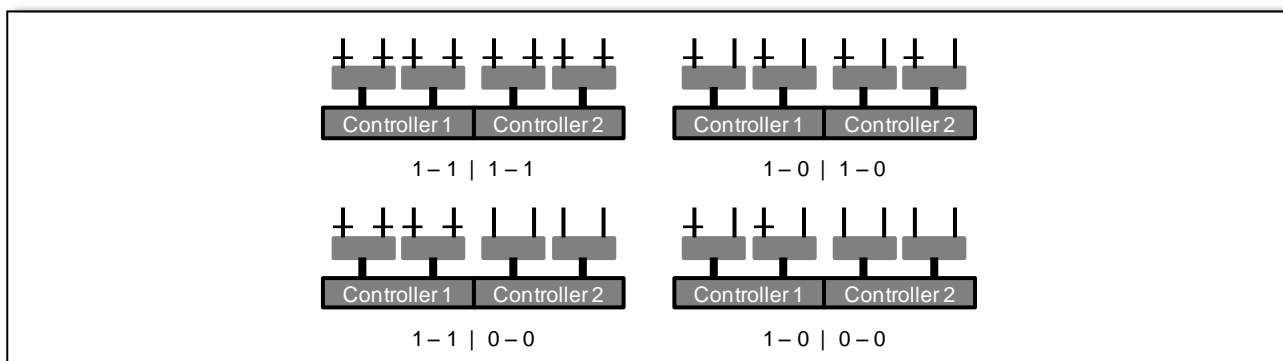 Controller 1 Controller 2 Controller 1 Controller 2
1 – 1 | 1 – 1 1 – 0 | 1 – 0
Controller 1 Controller 2 Controller 1 Controller 2
1 – 1 | 0 – 0 1 – 0 | 0 – 0